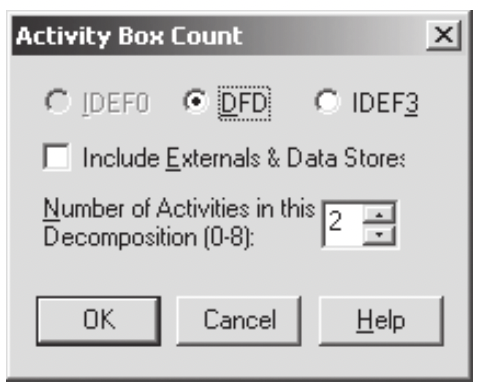 Activity Box Count
IDEF0 DFD IDEF3
Include Externals & Data Stores
Number of Activities in this
Decomposition (0-8):
2
OK Cancel Help